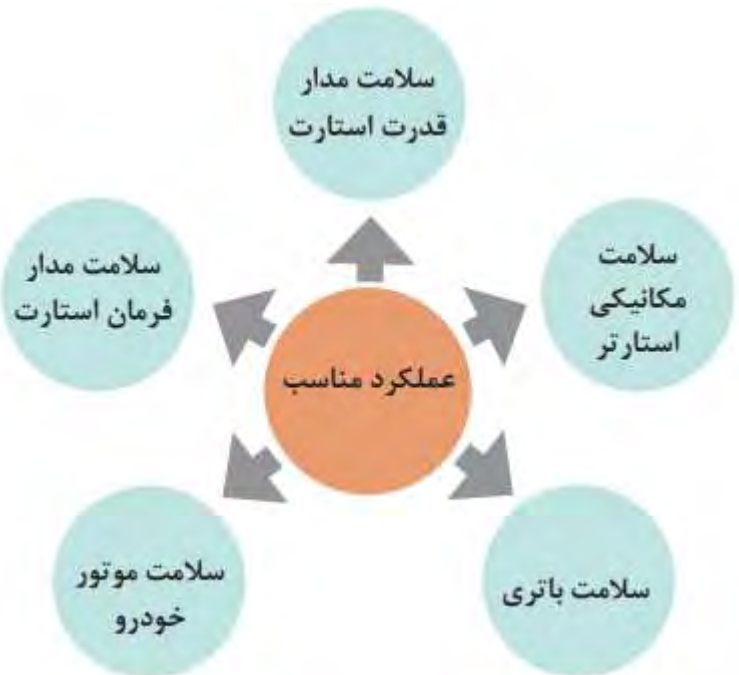 سلامت مدار
قدرت استارت
سلامت
مکانیکی
استارتر
سلامت مدار
فرمان استارت
عملکرد مناسب
سلامت باتری
سلامت موتور
خودرو